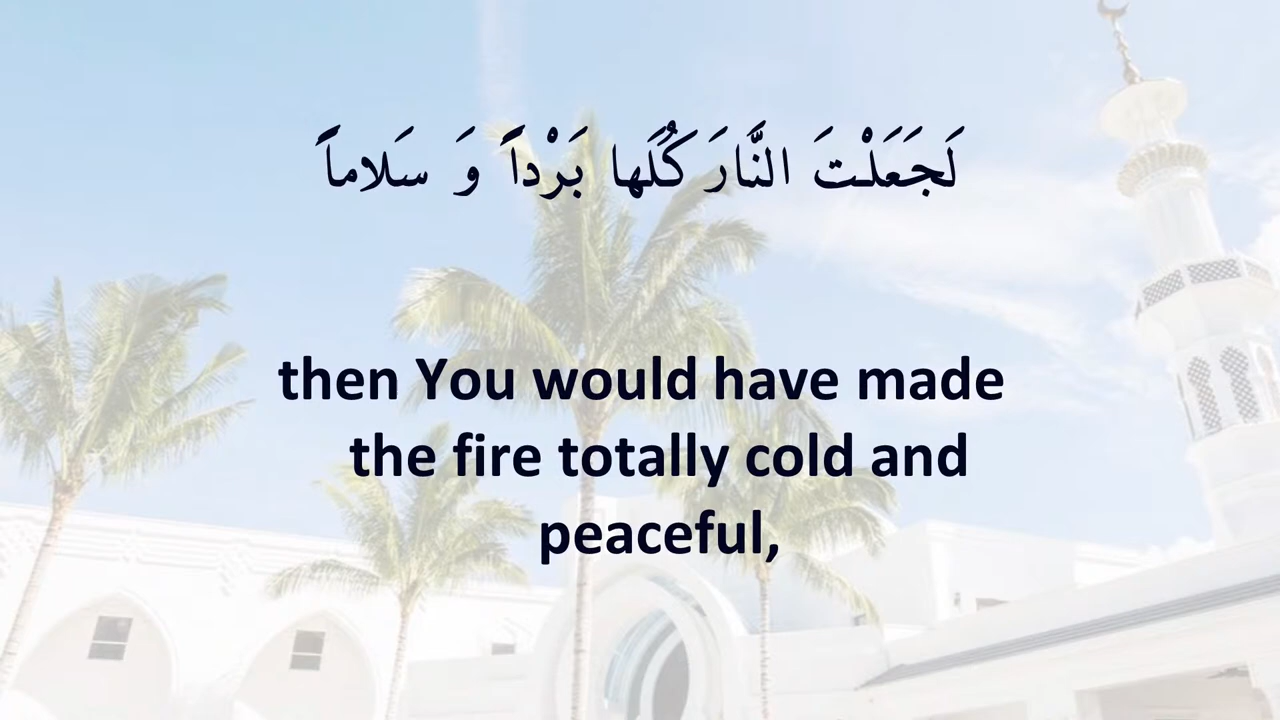 لَجَعَلْتَ النَّارَ كُلَها بَرْداً وَ سَلاماً
then You would have made
the fire totally cold and
peaceful,